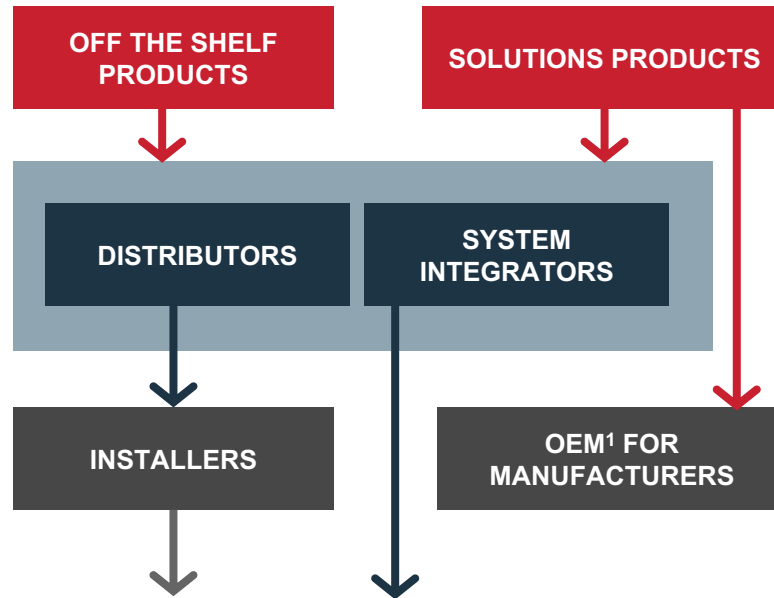 OFF THE SHELF
PRODUCTS
SOLUTIONS PRODUCTS
DISTRIBUTORS
SYSTEM
INTEGRATORS
INSTALLERS
OEM¹ FOR
MANUFACTURERS